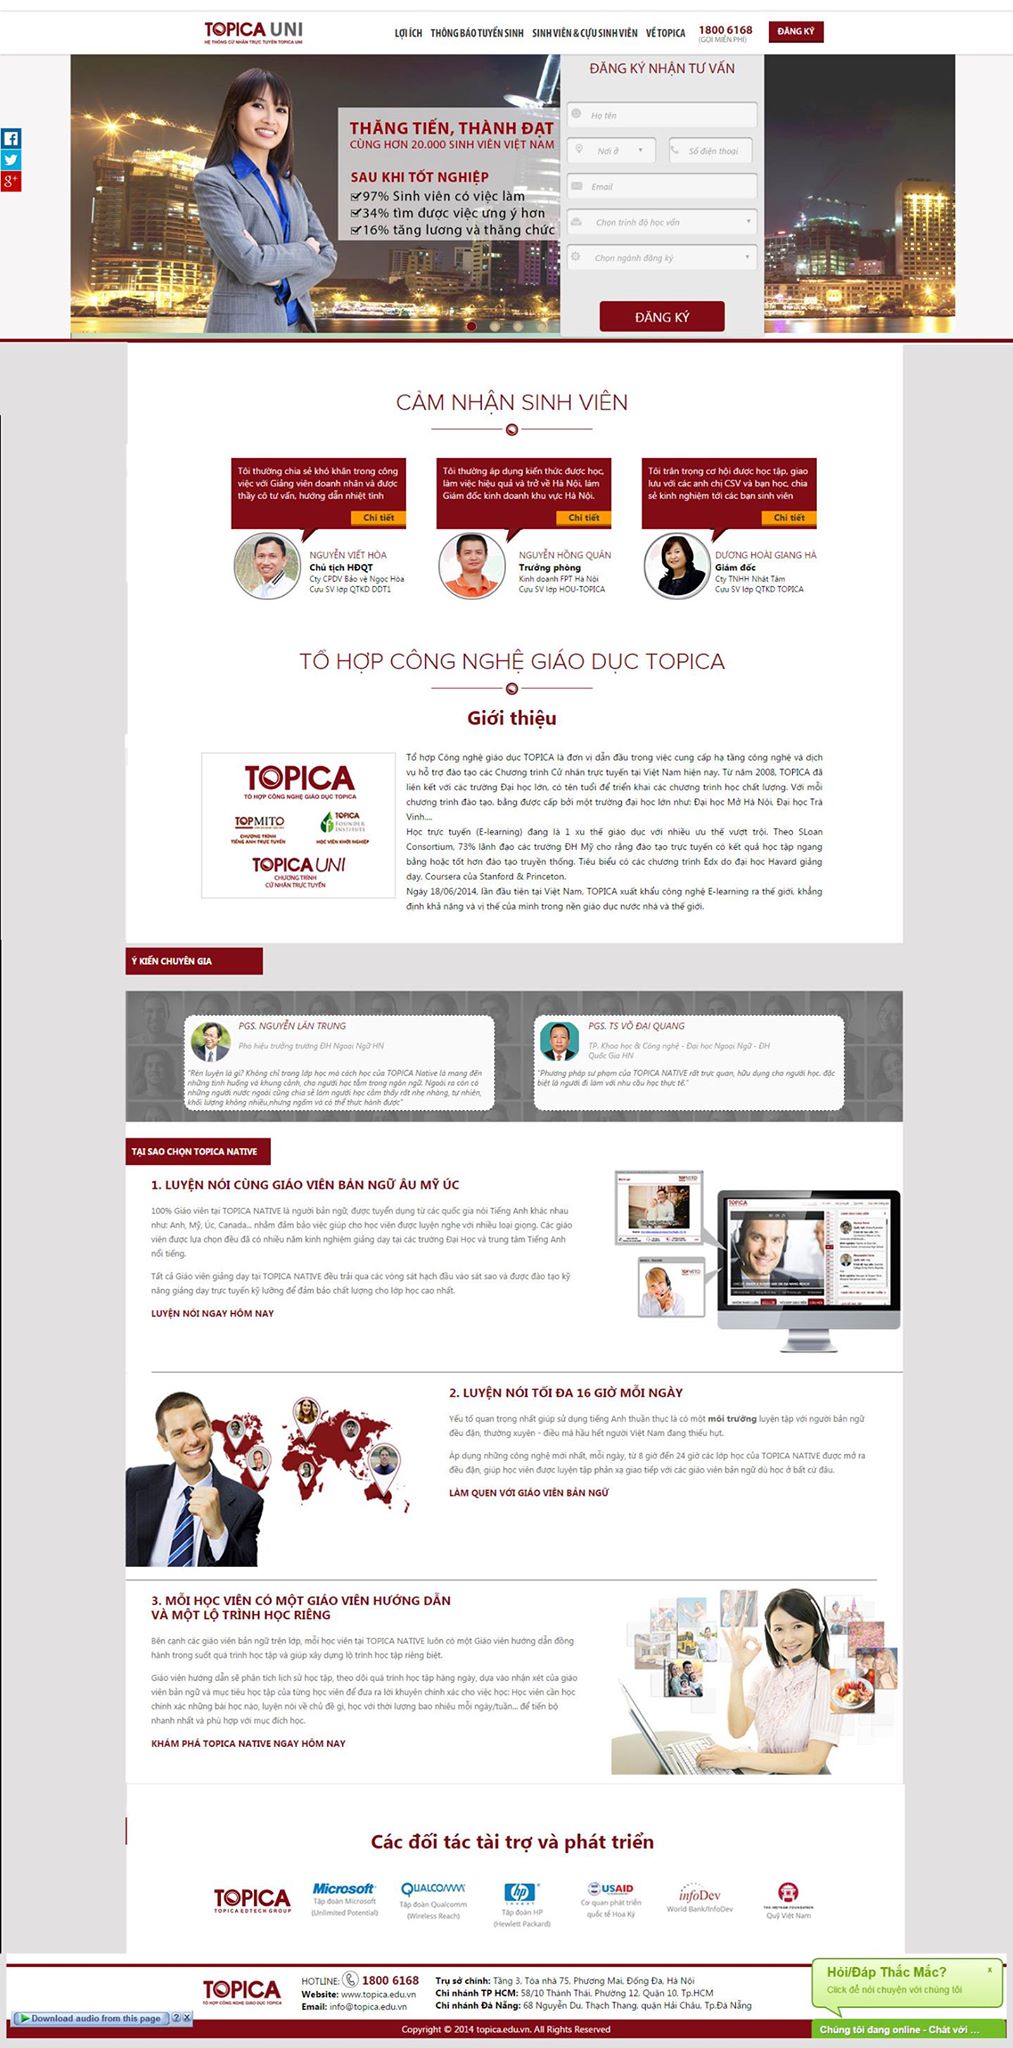 TOPICA UNI
HỆ THỐNG CỬ NHÂN TRỰC TUYẾN TOPICA UNI
LỢI ÍCH THÔNG BÁO TUYỂN SINH SINH VIÊN & CỰU SINH VIÊN VỀ TOPICA
1800 6168
(GỌI MIỄN PHÍ)
ĐĂNG KÝ
THĂNG TIẾN, THÀNH ĐẠT
CÙNG HƠN 20.000 SINH VIÊN VIỆT NAM
SAU KHI TỐT NGHIỆP
97% Sinh viên có việc làm
34% tìm được việc ưng ý hơn
16% tăng lương và thăng chức
ĐĂNG KÝ NHẬN TƯ VẤN
Họ tên
Nơi ở
Số điện thoại
Email
Chọn trình độ học vấn
Chọn ngành đăng ký
ĐĂNG KÝ
CẢM NHẬN SINH VIÊN
Tôi thường chia sẻ khó khăn trong công
việc với Giảng viên doanh nhân và được
thầy cô tư vấn, hướng dẫn nhiệt tình
Chi tiết
NGUYỄN VIẾT HÒA
Chủ tịch HĐQT
Cty CPDV Bảo vệ Ngọc Hòa
Cựu SV lớp QTKD DDT1
Tôi thường áp dụng kiến thức được học,
làm việc hiệu quả và trở về Hà Nội, làm
Giám đốc kinh doanh khu vực Hà Nội.
Chi tiết
NGUYỄN HỒNG QUÂN
Trưởng phòng
Kinh doanh FPT Hà Nội
Cựu SV lớp HOU-TOPICA
Tôi trân trọng cơ hội được học tập, giao
lưu với các anh chị CSV và bạn học, chia
sẻ kinh nghiệm tới các bạn sinh viên
Chi tiết
DƯƠNG HOÀI GIANG HÀ
Giám đốc
Cty TNHH Nhật Tâm
Cựu SV lớp QTKD TOPICA
TỔ HỢP CÔNG NGHỆ GIÁO DỤC TOPICA
Giới thiệu
TOPICA
TỔ HỢP CÔNG NGHỆ GIÁO DỤC TOPICA
TOPMITO
CHƯƠNG TRÌNH
TIẾNG ANH TRỰC TUYẾN
TOPICA
FOUNDER
INSTITUTE
HỌC VIỆN KHỞI NGHIỆP
TOPICA UNI
CHƯƠNG TRÌNH
CỬ NHÂN TRỰC TUYẾN
Tổ hợp Công nghệ giáo dục TOPICA là đơn vị dẫn đầu trong việc cung cấp hạ tầng công nghệ và dịch
vụ hỗ trợ đào tạo các Chương trình Cử nhân trực tuyến tại Việt Nam hiện nay. Từ năm 2008, TOPICA đã
liên kết với các trường Đại học lớn, có tên tuổi để triển khai các chương trình học chất lượng. Với mỗi
chương trình đào tạo, bằng được cấp bởi một trường đại học lớn như: Đại học Mở Hà Nội, Đại học Trà
Vinh....
Học trực tuyến (E-learning) đang là 1 xu thế giáo dục với nhiều ưu thế vượt trội. Theo SLoan
Consortium, 73% lãnh đạo các trường ĐH Mỹ cho rằng đào tạo trực tuyến có kết quả học tập ngang
bằng hoặc tốt hơn đào tạo truyền thống. Tiêu biểu có các chương trình Edx do đại học Havard giảng
dạy, Coursera của Stanford & Princeton.
Ngày 18/06/2014, lần đầu tiên tại Việt Nam, TOPICA xuất khẩu công nghệ E-learning ra thế giới, khẳng
định khả năng và vị thế của mình trong nền giáo dục nước nhà và thế giới.
Ý KIẾN CHUYÊN GIA
PGS. NGUYỄN LÂN TRUNG
Phó hiệu trưởng trường ĐH Ngoại Ngữ HN
"Rèn luyện là gì? Không chỉ trong lớp học mà cách học của TOPICA Native là mang đến
những tình huống và khung cảnh, cho người học tắm trong ngôn ngữ. Ngoài ra còn có
những người nước ngoài cũng chia sẻ làm người học cảm thấy rất nhẹ nhàng, tự nhiên,
khối lượng không nhiều,nhưng ngấm và có thể thực hành được"
PGS. TS VÕ ĐẠI QUANG
TP. Khoa học & Công nghệ - Đại học Ngoại Ngữ - ĐH
Quốc Gia HN
"Phương pháp sư phạm của TOPICA NATIVE rất trực quan, hữu dụng cho người học, đặc
biệt là người đi làm với nhu cầu học thực tế."
TẠI SAO CHỌN TOPICA NATIVE
1. LUYỆN NÓI CÙNG GIÁO VIÊN BẢN NGỮ ÂU MỸ ÚC
100% Giáo viên tại TOPICA NATIVE là người bản ngữ, được tuyển dụng từ các quốc gia nói Tiếng Anh khác nhau
như: Anh, Mỹ, Úc, Canada... nhằm đảm bảo việc giúp cho học viên được luyện nghe với nhiều loại giọng. Các giáo
viên được lựa chọn đều đã có nhiều năm kinh nghiệm giảng dạy tại các trường Đại Học và trung tâm Tiếng Anh
nổi tiếng.
Tất cả Giáo viên giảng dạy tại TOPICA NATIVE đều trải qua các vòng sát hạch đầu vào sát sao và được đào tạo kỹ
năng giảng dạy trực tuyến kỹ lưỡng để đảm bảo chất lượng cho lớp học cao nhất.
LUYỆN NÓI NGAY HÔM NAY
TOPMITO
TOPICA
TOPMITO
2. LUYỆN NÓI TỐI ĐA 16 GIỜ MỖI NGÀY
Yếu tố quan trọng nhất giúp sử dụng tiếng Anh thuần thục là có một môi trường luyện tập với người bản ngữ
đều đặn, thường xuyên - điều mà hầu hết người Việt Nam đang thiếu hụt.
Áp dụng những công nghệ mới nhất, mỗi ngày, từ 8 giờ đến 24 giờ các lớp học của TOPICA NATIVE được mở ra
đều đặn, giúp học viên được luyện tập phản xạ giao tiếp với các giáo viên bản ngữ dù học ở bất cứ đâu.
LÀM QUEN VỚI GIÁO VIÊN BẢN NGỮ
3. MỖI HỌC VIÊN CÓ MỘT GIÁO VIÊN HƯỚNG DẪN
VÀ MỘT LỘ TRÌNH HỌC RIÊNG
Bên cạnh các giáo viên bản ngữ trên lớp, mỗi học viên tại TOPICA NATIVE luôn có một Giáo viên hướng dẫn đồng
hành trong suốt quá trình học tập và giúp xây dựng lộ trình học tập riêng biệt.
Giáo viên hướng dẫn sẽ phân tích lịch sử học tập, theo dõi quá trình học tập hàng ngày, dựa vào nhận xét của giáo
viên bản ngữ và mục tiêu học tập của từng học viên để đưa ra lời khuyên chính xác cho việc học: Học viên cần học
chính xác những bài học nào, luyện nói về chủ đề gì, học với thời lượng bao nhiêu mỗi ngày/tuần... để tiến bộ
nhanh nhất và phù hợp với mục đích học.
KHÁM PHÁ TOPICA NATIVE NGAY HÔM NAY
Các đối tác tài trợ và phát triển
TOPICA
TOPICA EDTECH GROUP
Microsoft
Tập đoàn Microsoft
(Unlimited Potential)
QUALCOMM
Tập đoàn Qualcomm
(Wireless Reach)
hp
invent
Tập đoàn HP
(Hewlett Packard)
USAID
Cơ quan phát triển
quốc tế Hoa Kỳ
infoDev
World Bank/InfoDev
THE VIETNAM FOUNDATION
Quỹ Việt Nam
TOPICA
TỔ HỢP CÔNG NGHỆ GIÁO DỤC TOPICA
HOTLINE: 1800 6168
Website: www.topica.edu.vn
Email: info@topica.edu.vn
Trụ sở chính: Tầng 3, Tòa nhà 75, Phương Mai, Đống Đa, Hà Nội
Chi nhánh TP HCM: 58/10 Thành Thái, Phường 12, Quận 10, Tp.HCM
Chi nhánh Đà Nẵng: 68 Nguyễn Du, Thạch Thang, quận Hải Châu, Tp.Đà Nẵng
Hỏi/Đáp Thắc Mắc? x
Click để nói chuyện với chúng tôi
Chúng tôi đang online - Chát với ...
Download audio from this page ? X
Copyright © 2014 topica.edu.vn. All Rights Reserved